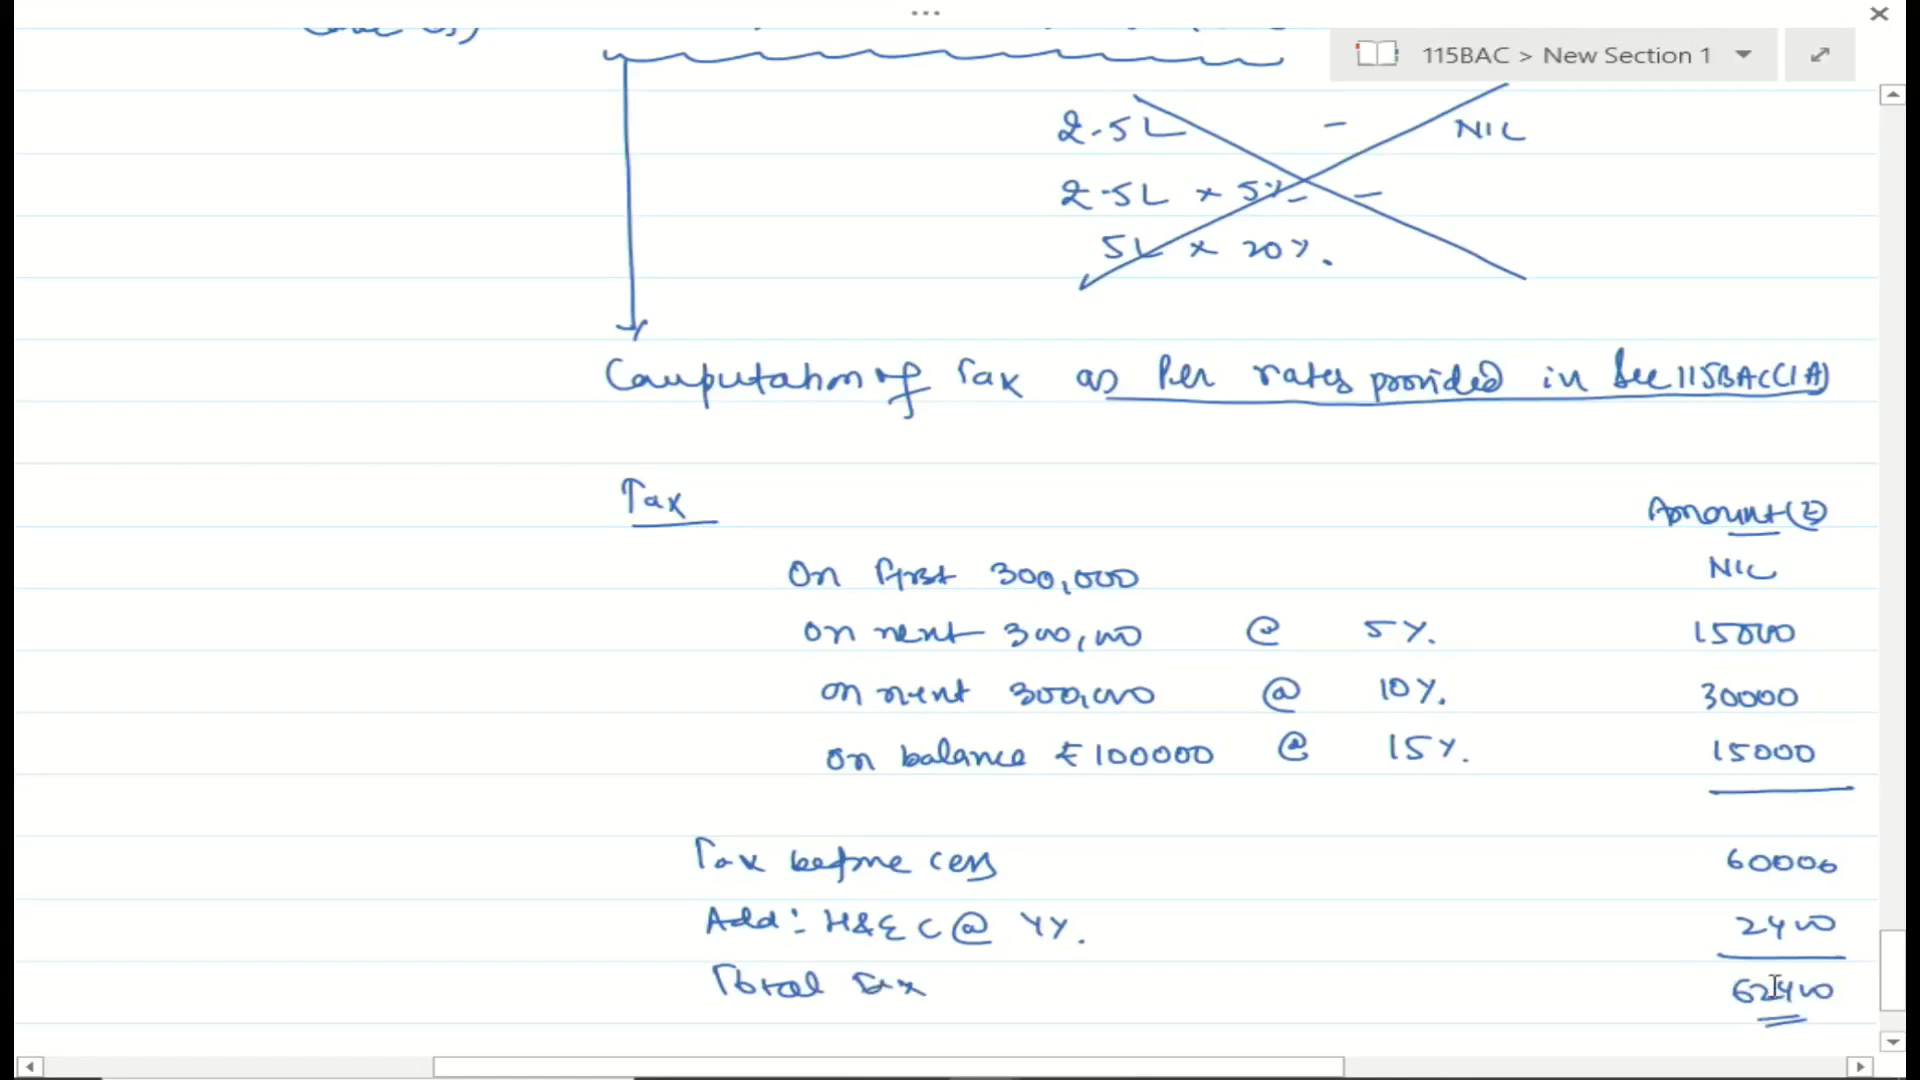 115BAC > New Section 1
2.5L - NIL
2.5L × 5% - -
5L × 20%.
Computation of Tax as Per rates provided in Sec 115BAC(1A)
Tax Amount(₹)
On first 300,000 NIL
On next 300,000 @ 5%. 15000
On next 300,000 @ 10%. 30000
On balance ₹100000 @ 15%. 15000
Tax before cess 60000
Add:- H&EC @ 4%. 2400
Total Tax 62400